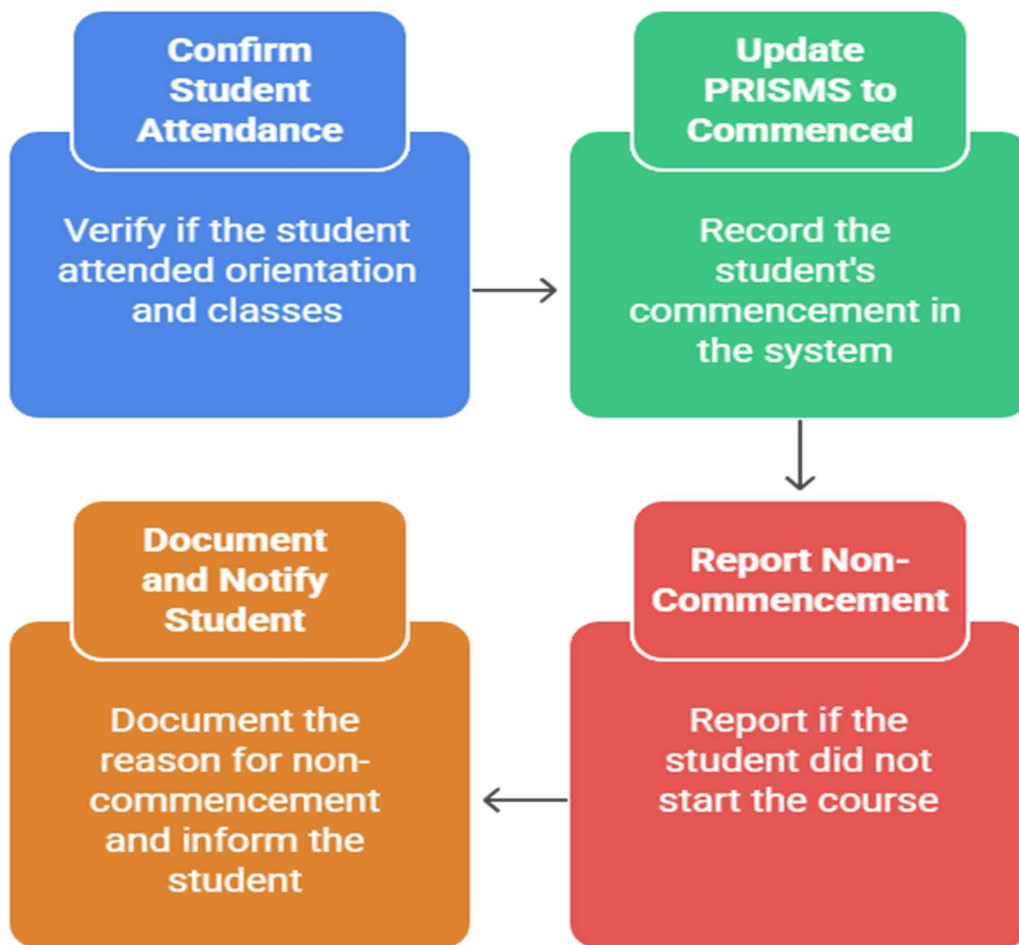 Confirm
Student
Attendance
Verify if the student
attended orientation
and classes
Update
PRISMS to
Commenced
Record the
student's
commencement in
the system
Report Non-
Commencement
Report if the
student did not
start the course
Document
and Notify
Student
Document the
reason for non-
commencement
and inform the
student